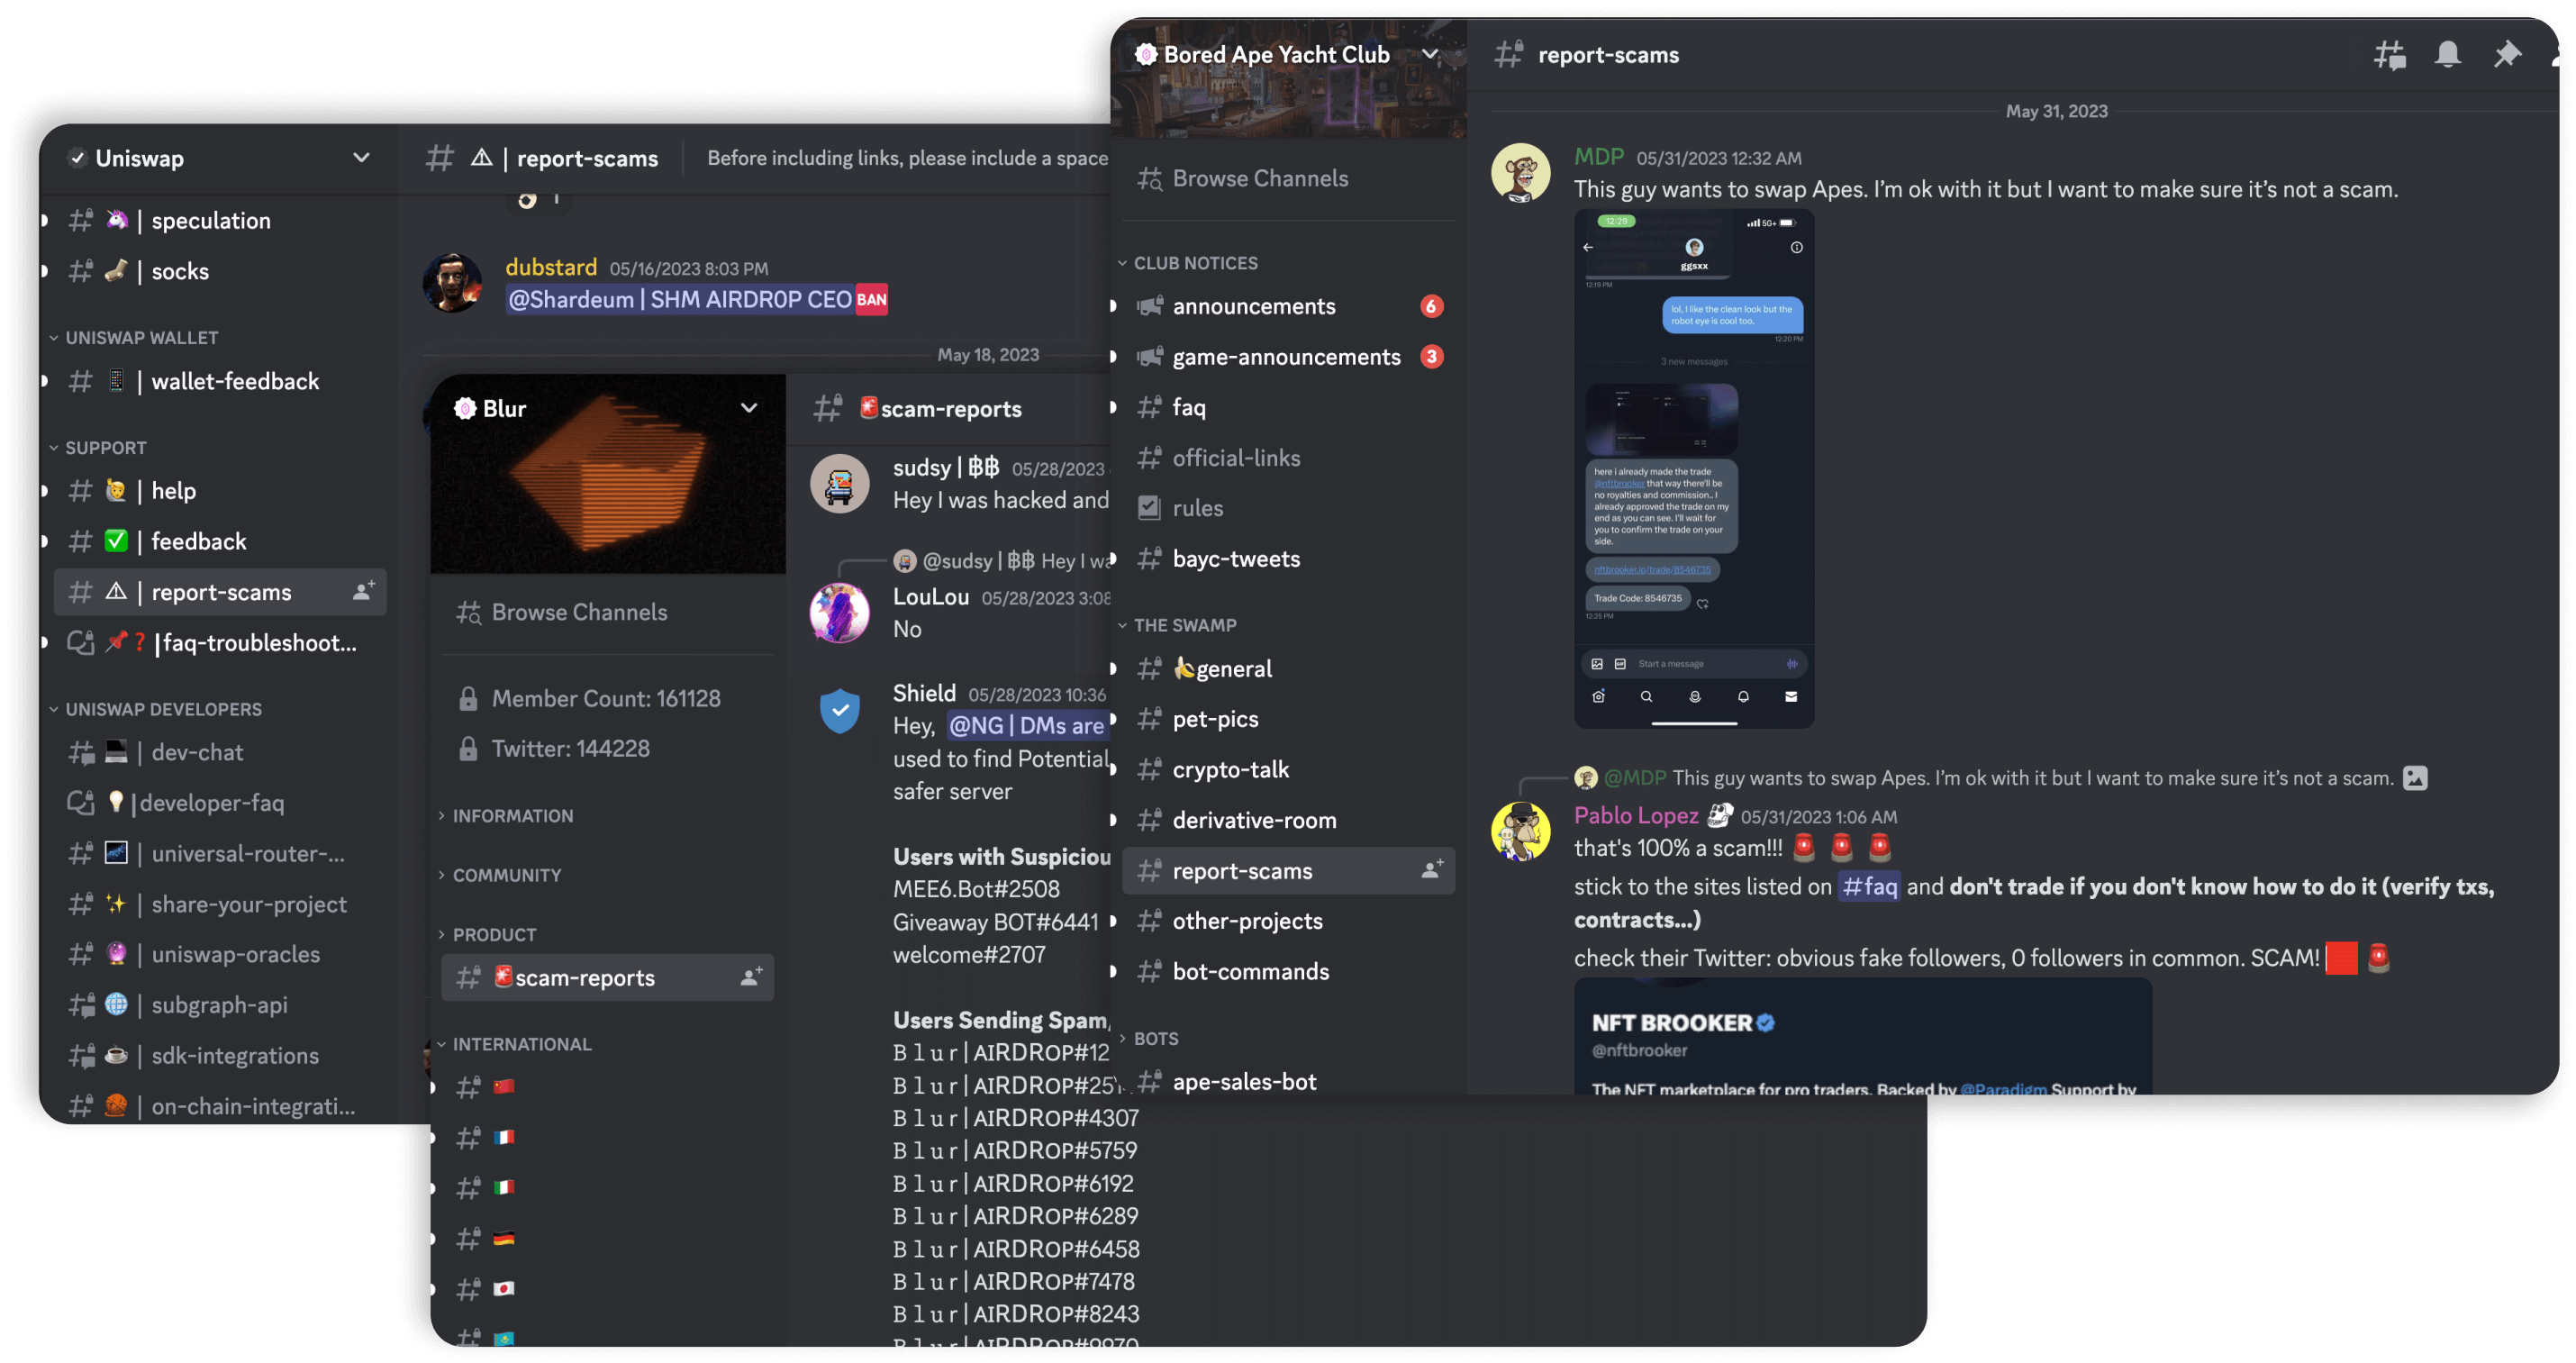 Uniswap
| speculation
| socks
UNISWAP WALLET
| wallet-feedback
SUPPORT
| help
| feedback
| report-scams
|faq-troubleshoot...
UNISWAP DEVELOPERS
| dev-chat
|developer-faq
| universal-router-...
| share-your-project
| uniswap-oracles
| subgraph-api
| sdk-integrations
| on-chain-integrati...
| report-scams
Before including links, please include a space
1
dubstard 05/16/2023 8:03 PM
@Shardeum | SHM AIRDR0P CEO BAN
May 18, 2023
Blur
Browse Channels
Member Count: 161128
Twitter: 144228
INFORMATION
COMMUNITY
PRODUCT
scam-reports
INTERNATIONAL
scam-reports
sudsy | ฿฿ 05/28/2023
Hey I was hacked and
@sudsy | ฿฿ Hey I wa
LouLou 05/28/2023 3:08
No
Shield 05/28/2023 10:36
Hey, @NG | DMs are
used to find Potential
safer server
Users with Suspiciou
MEE6.Bot#2508
Giveaway BOT#6441
welcome#2707
Users Sending Spam,
B l u r | AIRDROP#12
B l u r | AIRDROP#251
B l u r | AIRDROP#4307
B l u r | AIRDROP#5759
B l u r | AIRDROP#6192
B l u r | AIRDROP#6289
B l u r | AIRDROP#6458
B l u r | AIRDROP#7478
B l u r | AIRDROP#8243
B l u r | AIRDROP#9970
Bored Ape Yacht Club
Browse Channels
CLUB NOTICES
announcements 6
game-announcements 3
faq
official-links
rules
bayc-tweets
THE SWAMP
general
pet-pics
crypto-talk
derivative-room
report-scams
other-projects
bot-commands
BOTS
ape-sales-bot
report-scams
May 31, 2023
MDP 05/31/2023 12:32 AM
This guy wants to swap Apes. I'm ok with it but I want to make sure it's not a scam.
12:29
5G+
ggsxx
12:19 PM
lol, I like the clean look but the
robot eye is cool too.
12:20 PM
3 new messages
here i already made the trade
@nftbrooker that way there'll be
no royalties and commission.. I
already approved the trade on my
end as you can see. I'll wait for
you to confirm the trade on your
side.
nftbrooker.io/trade/8546735
Trade Code: 8546735
12:25 PM
Start a message
@MDP This guy wants to swap Apes. I'm ok with it but I want to make sure it's not a scam.
Pablo Lopez 05/31/2023 1:06 AM
that's 100% a scam!!!
stick to the sites listed on #faq and don't trade if you don't know how to do it (verify txs,
contracts...)
check their Twitter: obvious fake followers, 0 followers in common. SCAM!
NFT BROOKER
@nftbrooker
The NFT marketplace for pro traders. Backed by @Paradigm Support by